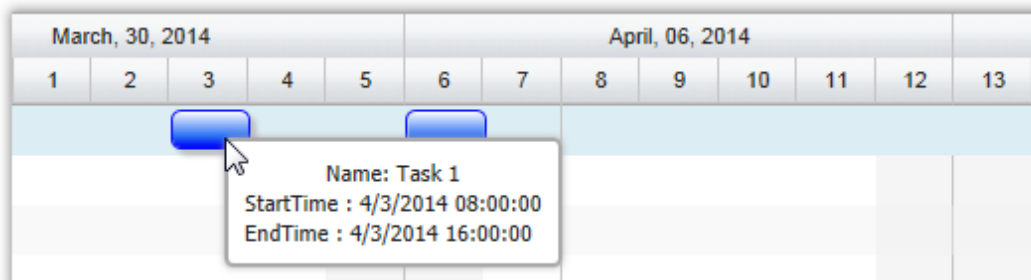 March, 30, 2014 April, 06, 2014
1 2 3 4 5 6 7 8 9 10 11 12 13
Name: Task 1
StartTime : 4/3/2014 08:00:00
EndTime : 4/3/2014 16:00:00